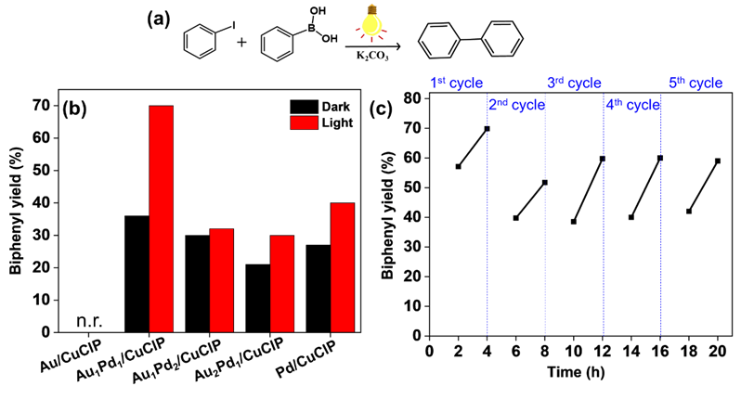 (a)
I
+
B
OH
OH
K₂CO₃
(b)
Dark
Light
Biphenyl yield (%)
70
60
50
40
30
20
10
0
n.r.
Au/CuClP
Au₁Pd₁/CuClP
Au₁Pd₂/CuClP
Au₂Pd₁/CuClP
Pd/CuClP
(c)
1st cycle
2nd cycle
3rd cycle
4th cycle
5th cycle
Biphenyl yield (%)
80
70
60
50
40
30
20
10
0
0 2 4 6 8 10 12 14 16 18 20
Time (h)